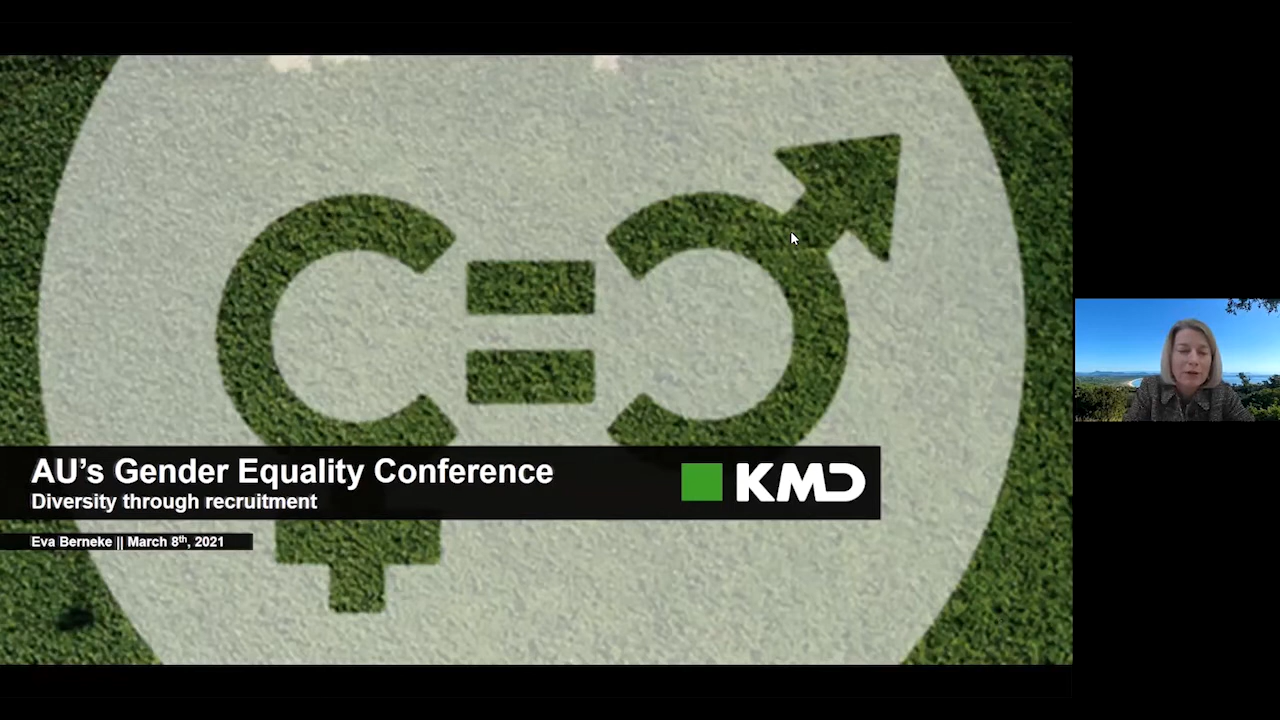 AU's Gender Equality Conference
Diversity through recruitment
KMD
Eva Berneke || March 8th, 2021